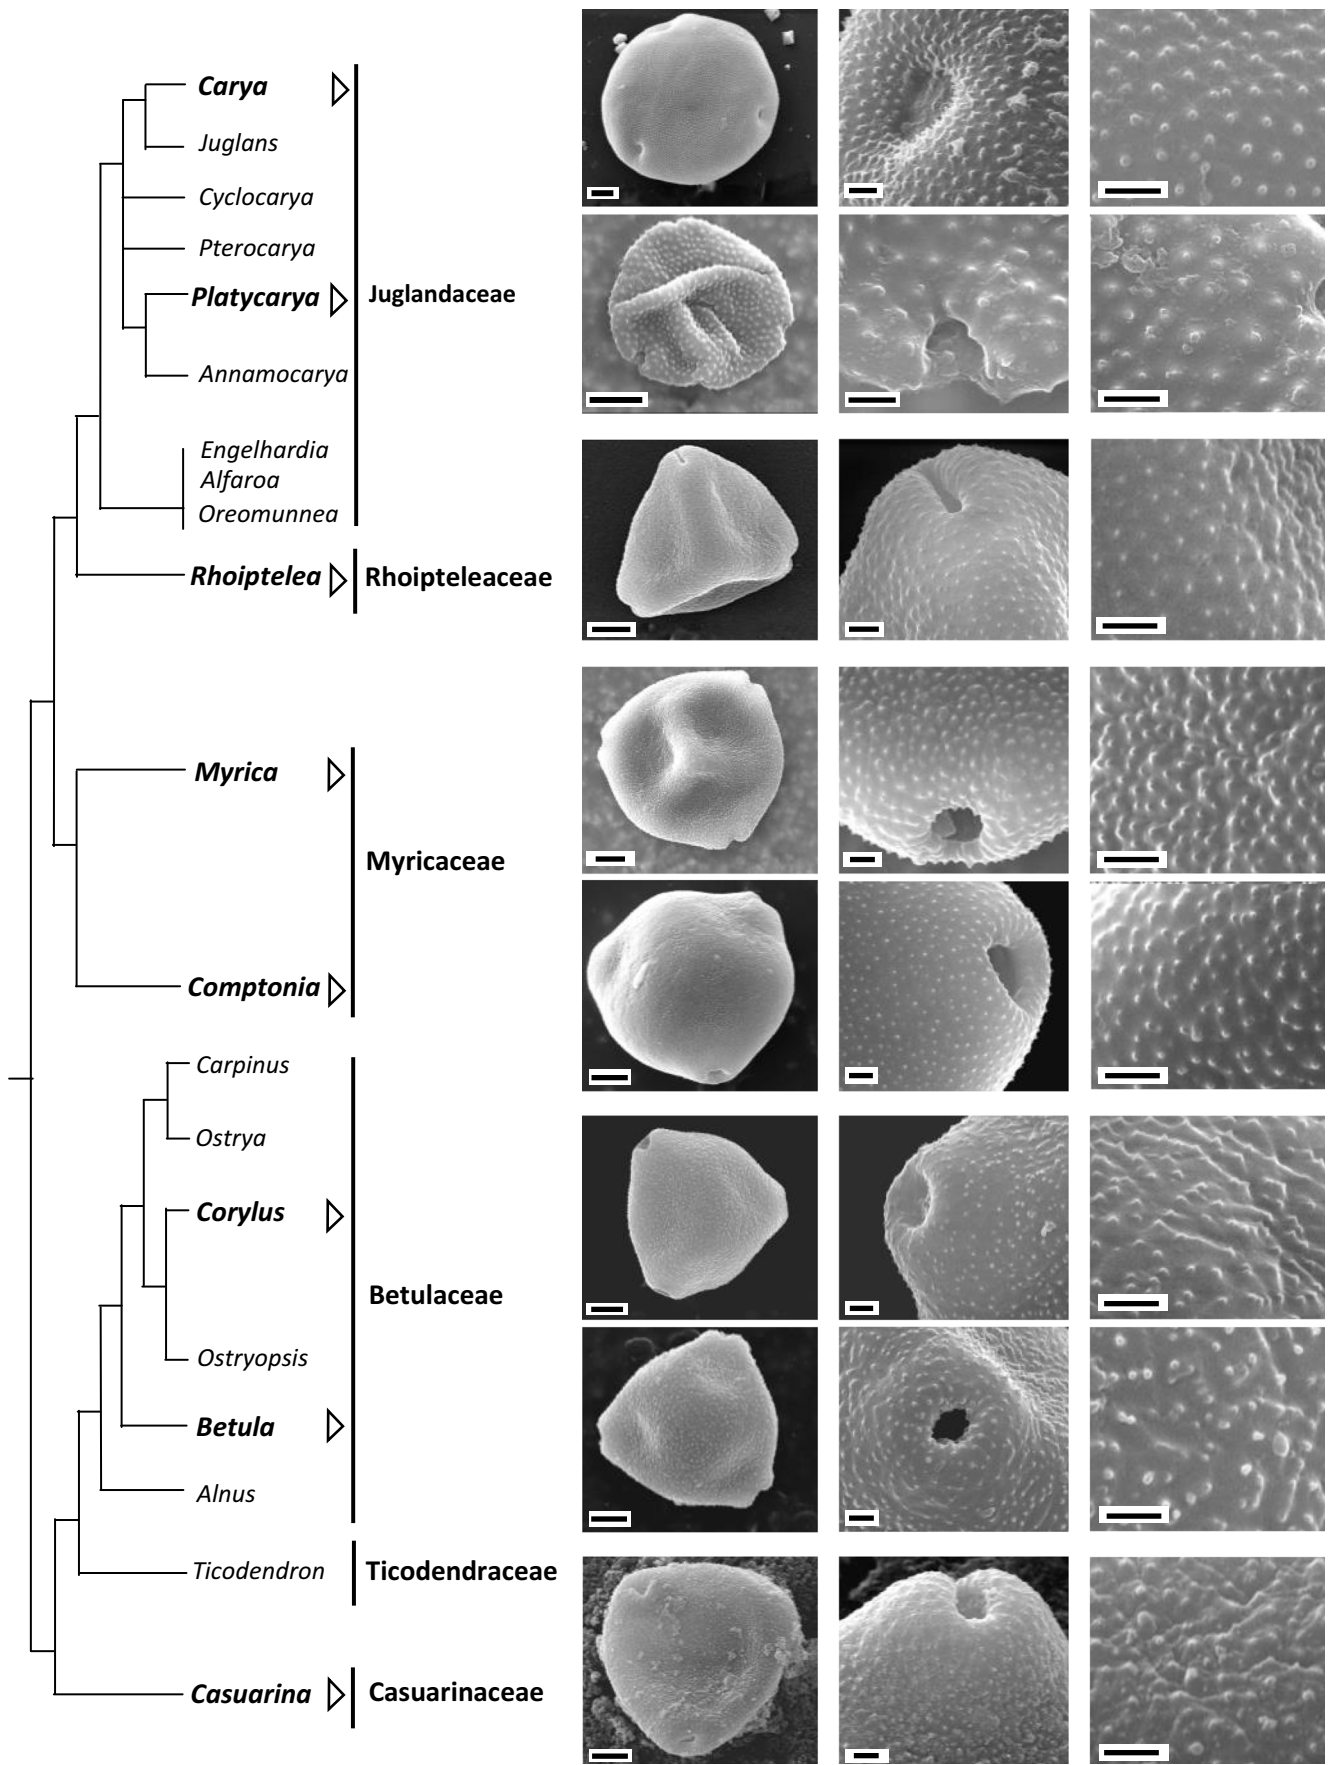 Carya
Juglans
Cyclocarya
Pterocarya
Platycarya
Juglandaceae
Annamocarya
Engelhardia
Alfaroa
Oreomunnea
Rhoiptelea
Rhoipteleaceae
Myrica
Myricaceae
Comptonia
Carpinus
Ostrya
Corylus
Betulaceae
Ostryopsis
Betula
Alnus
Ticodendron
Ticodendraceae
Casuarina
Casuarinaceae